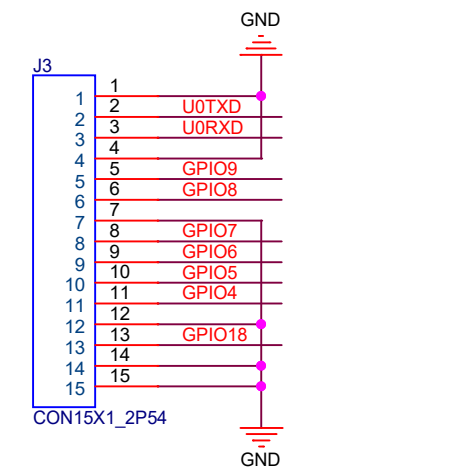 GND
J3
1 1
2 2 U0TXD
3 3 U0RXD
4 4
5 5 GPIO9
6 6 GPIO8
7 7
8 8 GPIO7
9 9 GPIO6
10 10 GPIO5
11 11 GPIO4
12 12
13 13 GPIO18
14 14
15 15
CON15X1_2P54
GND